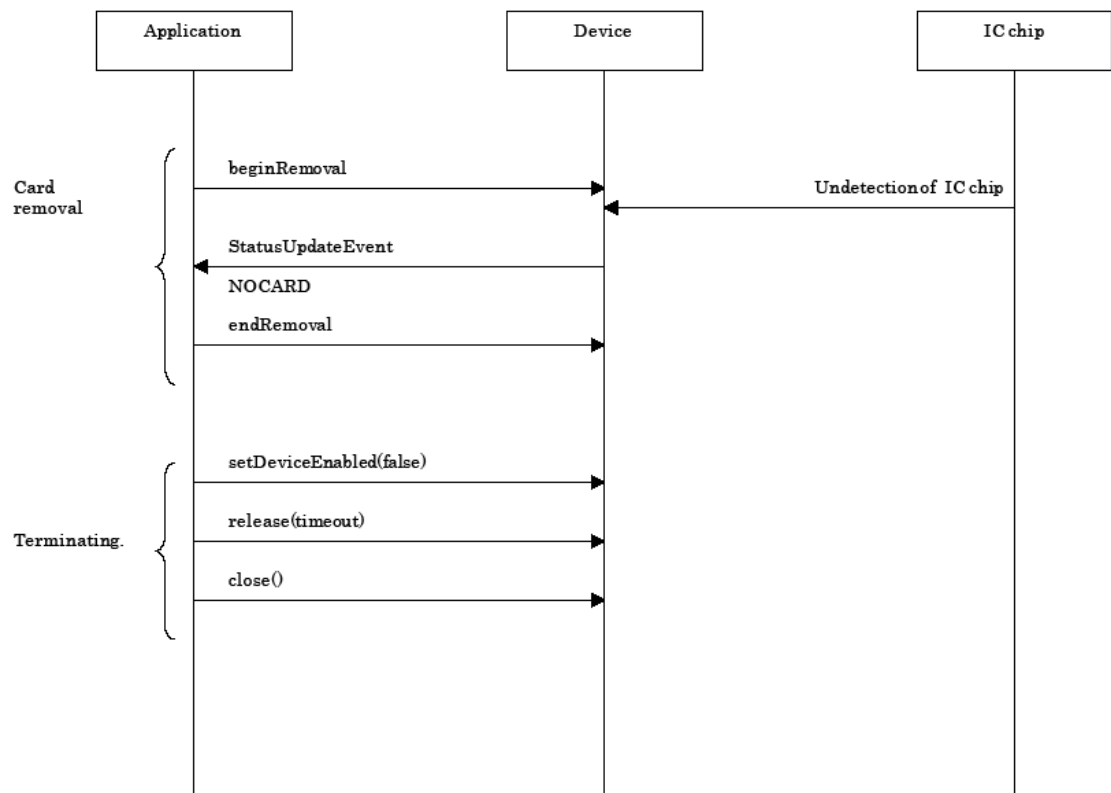 Application
Device
IC chip
beginRemoval
Card
removal
Undetection of IC chip
StatusUpdateEvent
NOCARD
endRemoval
setDeviceEnabled(false)
release(timeout)
Terminating.
close()